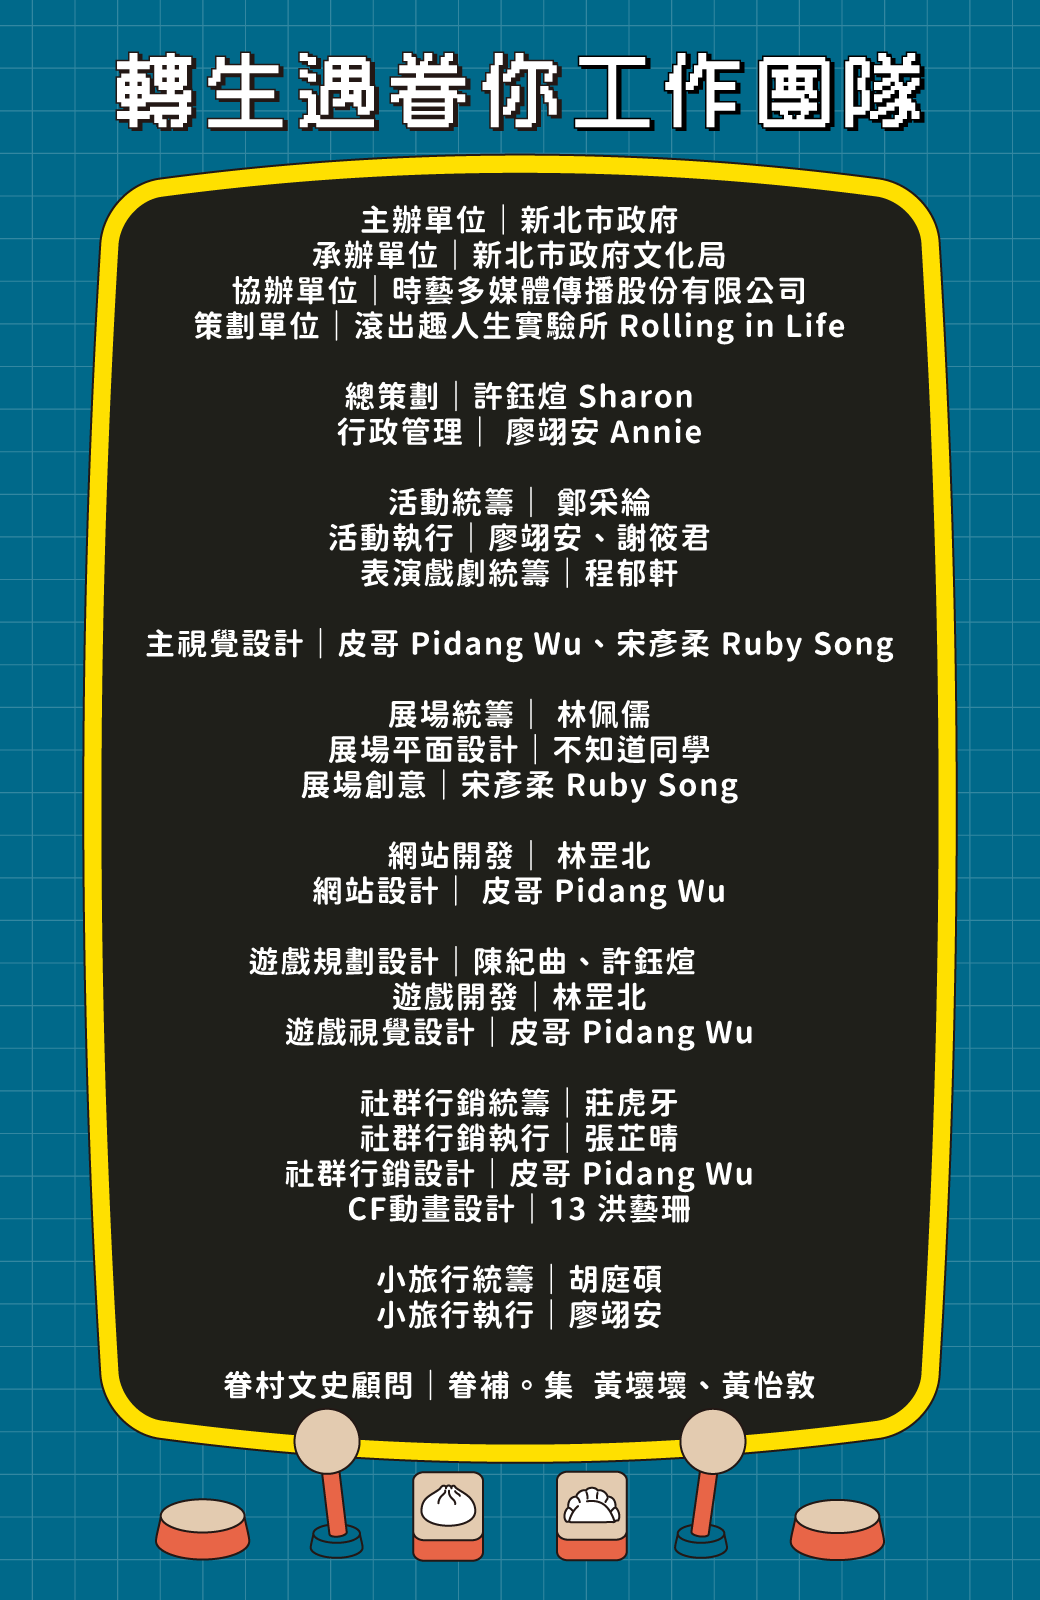 轉生遇眷你工作團隊
主辦單位｜新北市政府
承辦單位｜新北市政府文化局
協辦單位｜時藝多媒體傳播股份有限公司
策劃單位｜滾出趣人生實驗所 Rolling in Life
總策劃｜許鈺煊 Sharon
行政管理｜ 廖翊安 Annie
活動統籌｜ 鄭采綸
活動執行｜廖翊安、謝筱君
表演戲劇統籌｜程郁軒
主視覺設計｜皮哥 Pidang Wu、宋彥柔 Ruby Song
展場統籌｜ 林佩儒
展場平面設計｜不知道同學
展場創意｜宋彥柔 Ruby Song
網站開發｜ 林罡北
網站設計｜ 皮哥 Pidang Wu
遊戲規劃設計｜陳紀曲、許鈺煊
遊戲開發｜林罡北
遊戲視覺設計｜皮哥 Pidang Wu
社群行銷統籌｜莊虎牙
社群行銷執行｜張芷晴
社群行銷設計｜皮哥 Pidang Wu
CF動畫設計｜13 洪藝珊
小旅行統籌｜胡庭碩
小旅行執行｜廖翊安
眷村文史顧問｜眷補。集 黃壞壞、黃怡敦